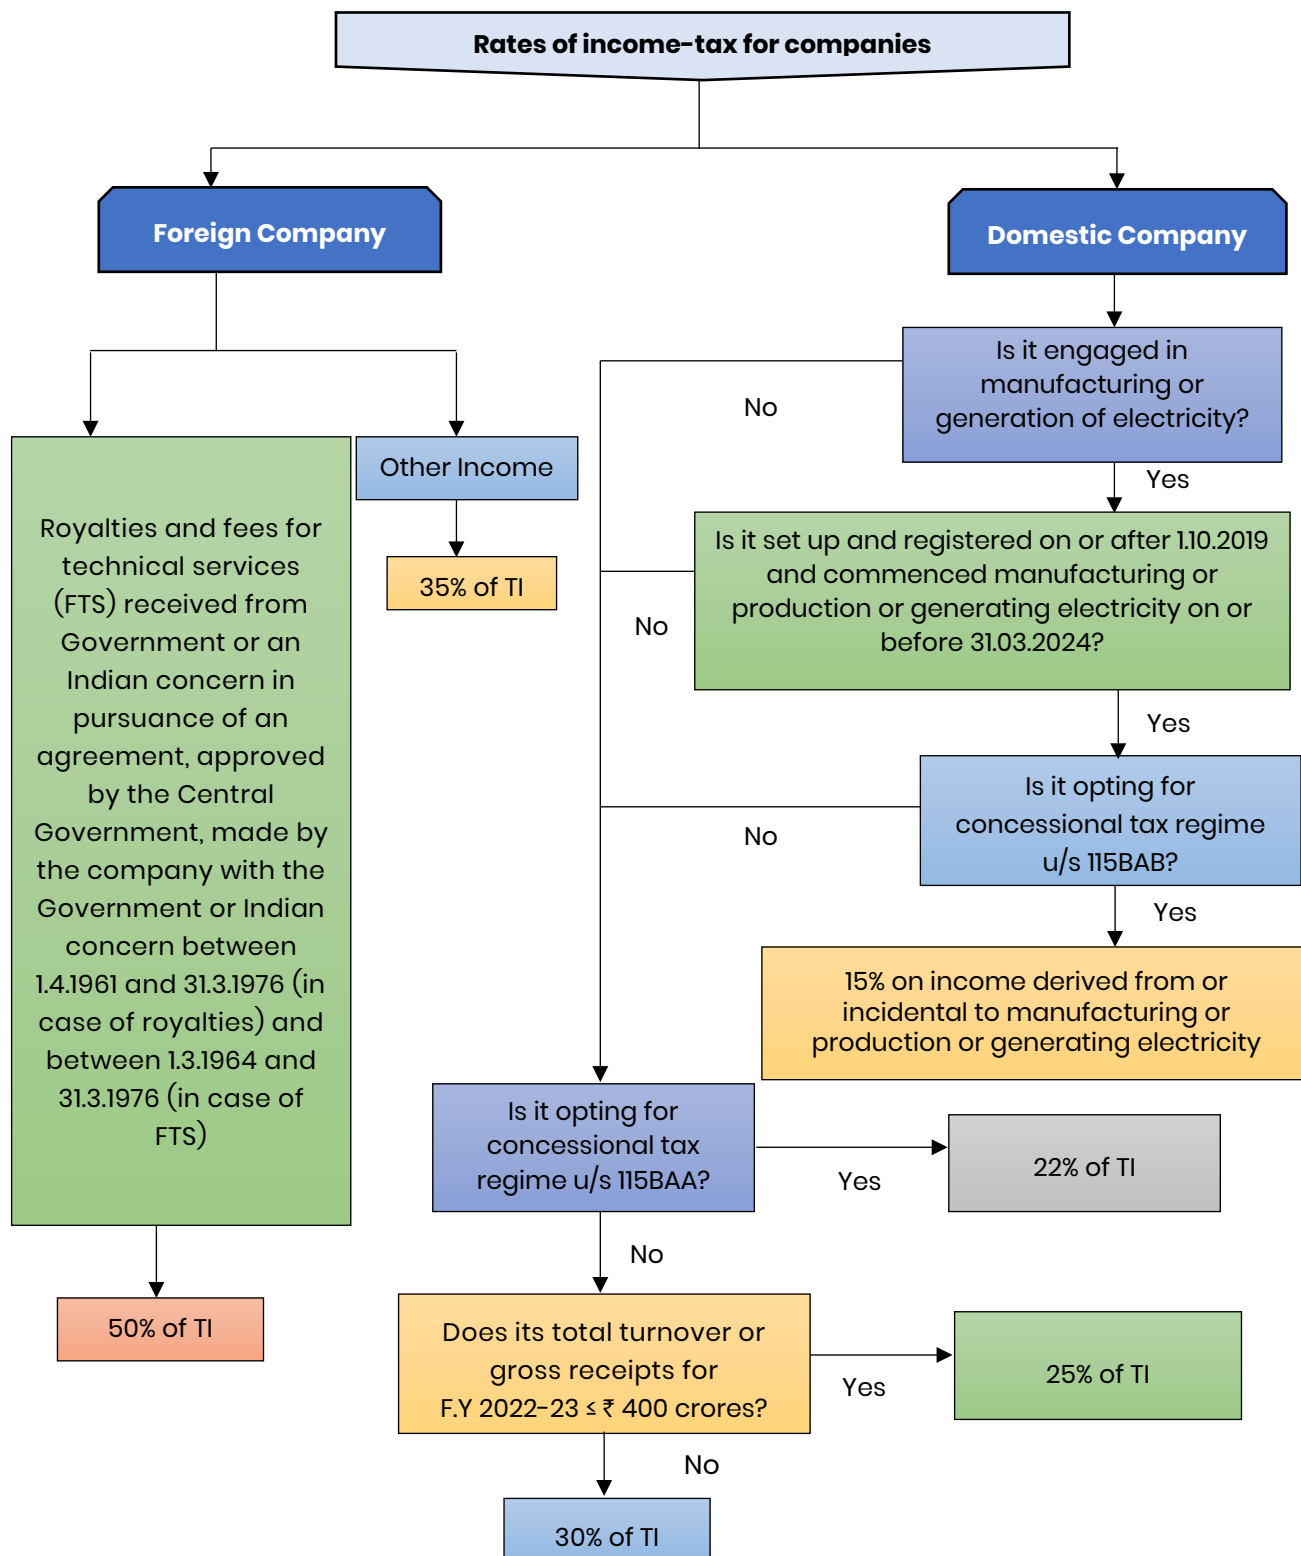 Rates of income-tax for companies
Foreign Company
Domestic Company
Is it engaged in
manufacturing or
generation of electricity?
No
Yes
Other Income
35% of TI
Royalties and fees for
technical services
(FTS) received from
Government or an
Indian concern in
pursuance of an
agreement, approved
by the Central
Government, made by
the company with the
Government or Indian
concern between
1.4.1961 and 31.3.1976 (in
case of royalties) and
between 1.3.1964 and
31.3.1976 (in case of
FTS)
50% of TI
Is it set up and registered on or after 1.10.2019
and commenced manufacturing or
production or generating electricity on or
before 31.03.2024?
No
Yes
Is it opting for
concessional tax regime
u/s 115BAB?
No
Yes
15% on income derived from or
incidental to manufacturing or
production or generating electricity
Is it opting for
concessional tax
regime u/s 115BAA?
Yes
22% of TI
No
Does its total turnover or
gross receipts for
F.Y 2022-23 ≤ ₹ 400 crores?
Yes
25% of TI
No
30% of TI